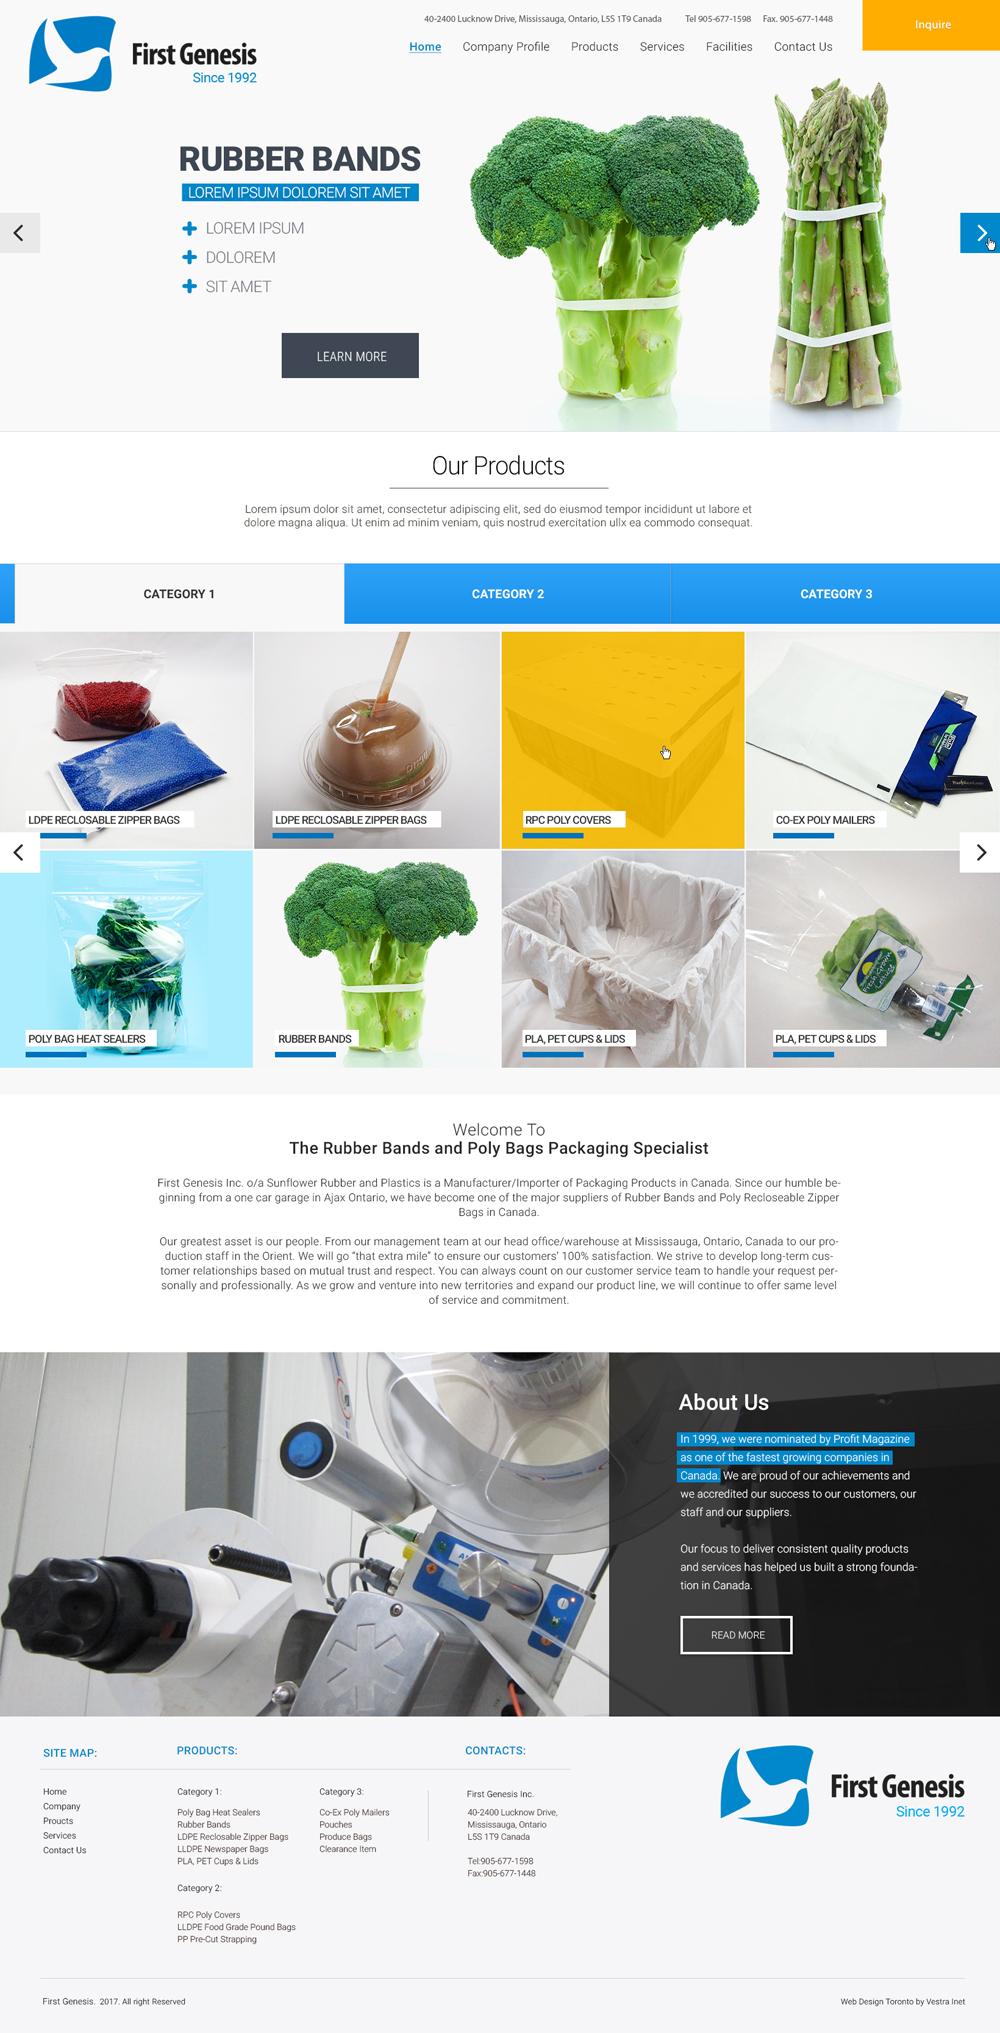 40-2400 Lucknow Drive, Mississauga, Ontario, L5S 1T9 Canada Tel 905-677-1598 Fax. 905-677-1448
Inquire
First Genesis
Since 1992
Home Company Profile Products Services Facilities Contact Us
RUBBER BANDS
LOREM IPSUM DOLOREM SIT AMET
LOREM IPSUM
DOLOREM
SIT AMET
LEARN MORE
Our Products
Lorem ipsum dolor sit amet, consectetur adipiscing elit, sed do eiusmod tempor incididunt ut labore et
dolore magna aliqua. Ut enim ad minim veniam, quis nostrud exercitation ullx ea commodo consequat.
CATEGORY 1 CATEGORY 2 CATEGORY 3
LDPE RECLOSABLE ZIPPER BAGS
LDPE RECLOSABLE ZIPPER BAGS
RPC POLY COVERS
CO-EX POLY MAILERS
POLY BAG HEAT SEALERS
RUBBER BANDS
PLA, PET CUPS & LIDS
Fresh Grown
Lettuce
PLA, PET CUPS & LIDS
Welcome To
The Rubber Bands and Poly Bags Packaging Specialist
First Genesis Inc. o/a Sunflower Rubber and Plastics is a Manufacturer/Importer of Packaging Products in Canada. Since our humble be-
ginning from a one car garage in Ajax Ontario, we have become one of the major suppliers of Rubber Bands and Poly Recloseable Zipper
Bags in Canada.
Our greatest asset is our people. From our management team at our head office/warehouse at Mississauga, Ontario, Canada to our pro-
duction staff in the Orient. We will go “that extra mile” to ensure our customers’ 100% satisfaction. We strive to develop long-term cus-
tomer relationships based on mutual trust and respect. You can always count on our customer service team to handle your request per-
sonally and professionally. As we grow and venture into new territories and expand our product line, we will continue to offer same level
of service and commitment.
About Us
In 1999, we were nominated by Profit Magazine
as one of the fastest growing companies in
Canada. We are proud of our achievements and
we accredited our success to our customers, our
staff and our suppliers.
Our focus to deliver consistent quality products
and services has helped us built a strong founda-
tion in Canada.
READ MORE
SITE MAP:
Home
Company
Proucts
Services
Contact Us
PRODUCTS:
Category 1:
Poly Bag Heat Sealers
Rubber Bands
LDPE Reclosable Zipper Bags
LLDPE Newspaper Bags
PLA, PET Cups & Lids
Category 2:
RPC Poly Covers
LLDPE Food Grade Pound Bags
PP Pre-Cut Strapping
Category 3:
Co-Ex Poly Mailers
Pouches
Produce Bags
Clearance Item
CONTACTS:
First Genesis Inc.
40-2400 Lucknow Drive,
Mississauga, Ontario
L5S 1T9 Canada
Tel:905-677-1598
Fax:905-677-1448
First Genesis
Since 1992
First Genesis. 2017. All right Reserved
Web Design Toronto by Vestra Inet